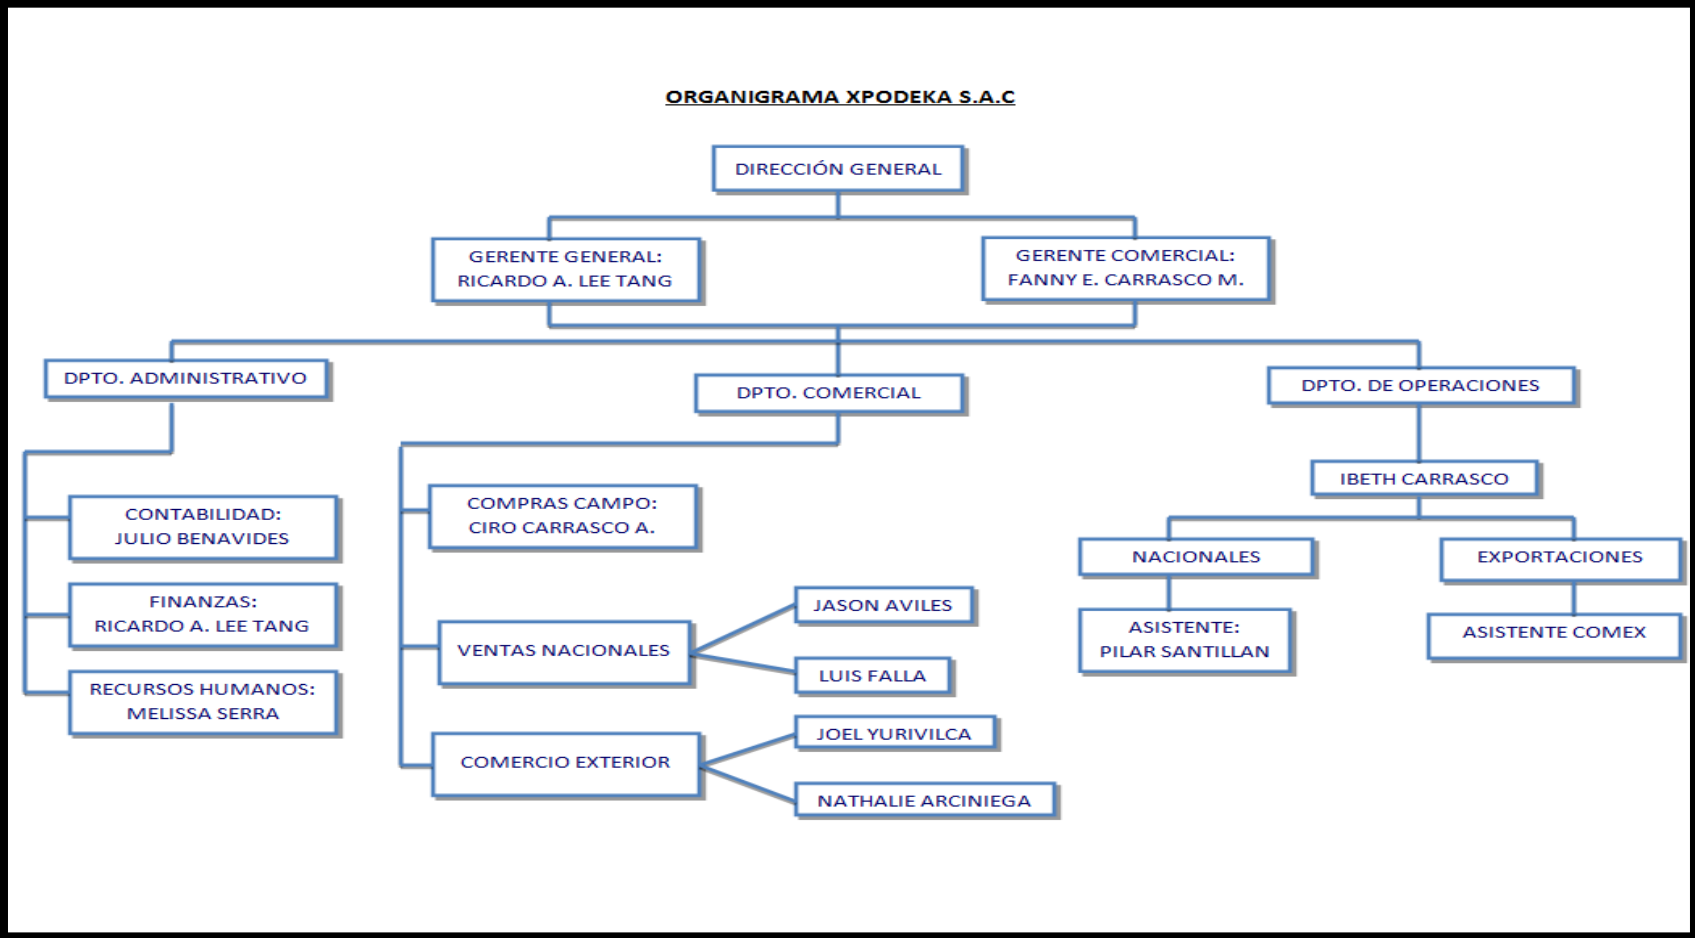 ORGANIGRAMA XPODEKA S.A.C
DIRECCIÓN GENERAL
GERENTE GENERAL:
RICARDO A. LEE TANG
GERENTE COMERCIAL:
FANNY E. CARRASCO M.
DPTO. ADMINISTRATIVO
DPTO. COMERCIAL
DPTO. DE OPERACIONES
CONTABILIDAD:
JULIO BENAVIDES
FINANZAS:
RICARDO A. LEE TANG
RECURSOS HUMANOS:
MELISSA SERRA
COMPRAS CAMPO:
CIRO CARRASCO A.
VENTAS NACIONALES
JASON AVILES
LUIS FALLA
COMERCIO EXTERIOR
JOEL YURIVILCA
NATHALIE ARCINIEGA
IBETH CARRASCO
NACIONALES
ASISTENTE:
PILAR SANTILLAN
EXPORTACIONES
ASISTENTE COMEX